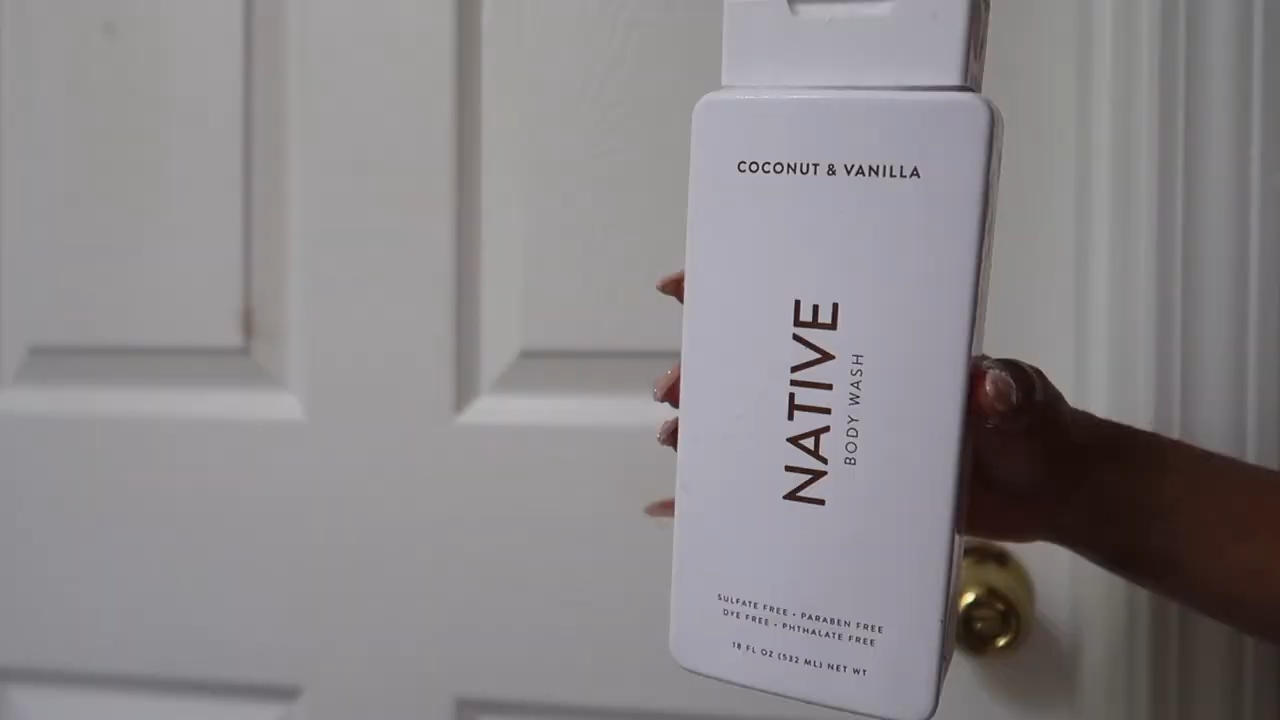 COCONUT & VANILLA
NATIVE
BODY WASH
SULFATE FREE • PARABEN FREE
DYE FREE • PHTHALATE FREE
18 FL OZ (532 ML) NET WT